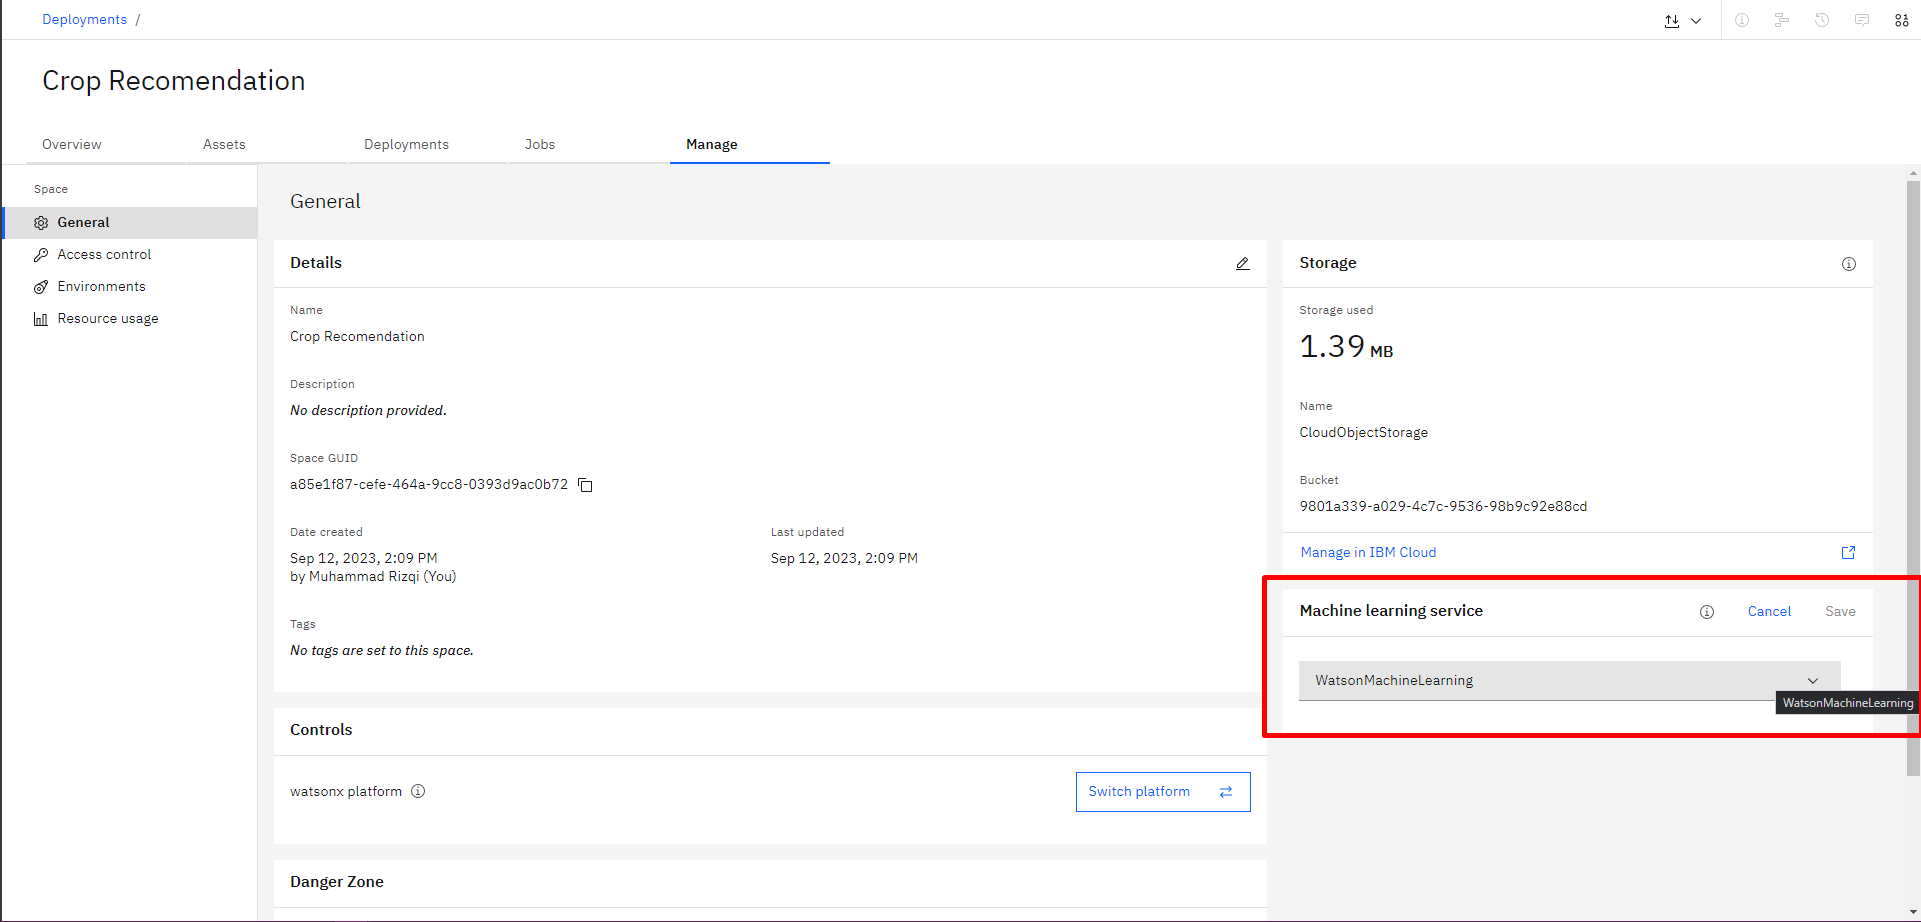 Deployments /
Crop Recomendation
Overview Assets Deployments Jobs Manage
Space
General
Access control
Environments
Resource usage
General
Details
Name
Crop Recomendation
Description
No description provided.
Space GUID
a85e1f87-cefe-464a-9cc8-0393d9ac0b72
Date created Last updated
Sep 12, 2023, 2:09 PM Sep 12, 2023, 2:09 PM
by Muhammad Rizqi (You)
Tags
No tags are set to this space.
Controls
watsonx platform Switch platform
Danger Zone
Storage
Storage used
1.39 MB
Name
CloudObjectStorage
Bucket
9801a339-a029-4c7c-9536-98b9c92e88cd
Manage in IBM Cloud
Machine learning service Cancel Save
WatsonMachineLearning
WatsonMachineLearning